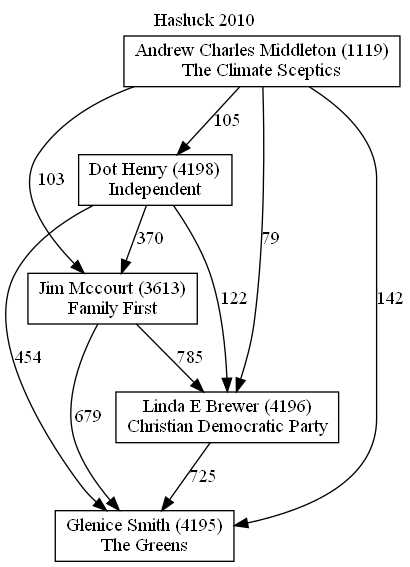 Hasluck 2010
Andrew Charles Middleton (1119)
The Climate Sceptics
105
Dot Henry (4198)
Independent
103
370
79
122
142
Jim Mccourt (3613)
Family First
454
785
679
Linda E Brewer (4196)
Christian Democratic Party
725
Glenice Smith (4195)
The Greens